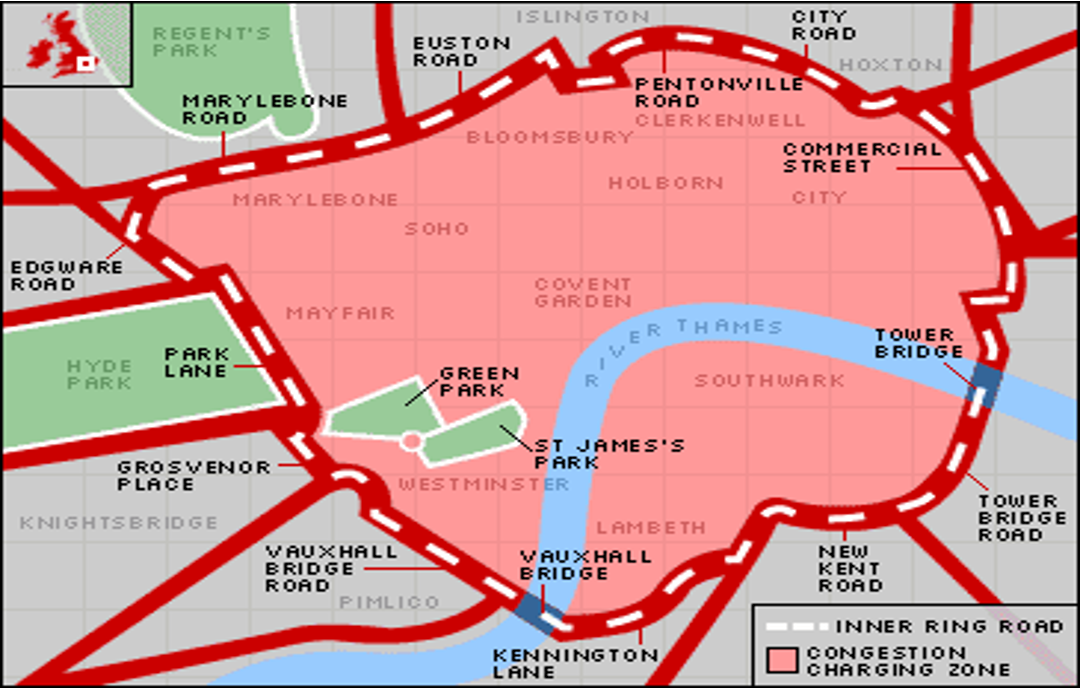 ISLINGTON
CITY
ROAD
REGENT'S
PARK
EUSTON
ROAD
HOXTON
PENTONVILLE
ROAD
MARYLEBONE
ROAD
CLERKENWELL
BLOOMSBURY
COMMERCIAL
STREET
HOLBORN
CITY
MARYLEBONE
SOHO
EDGWARE
ROAD
COVENT
GARDEN
MAYFAIR
RIVER THAMES
TOWER
BRIDGE
PARK
LANE
HYDE
PARK
GREEN
PARK
SOUTHWARK
ST JAMES'S
PARK
GROSVENOR
PLACE
WESTMINSTER
KNIGHTSBRIDGE
LAMBETH
TOWER
BRIDGE
ROAD
VAUXHALL
BRIDGE
ROAD
VAUXHALL
BRIDGE
NEW
KENT
ROAD
PIMLICO
INNER RING ROAD
KENNINGTON
LANE
CONGESTION
CHARGING ZONE